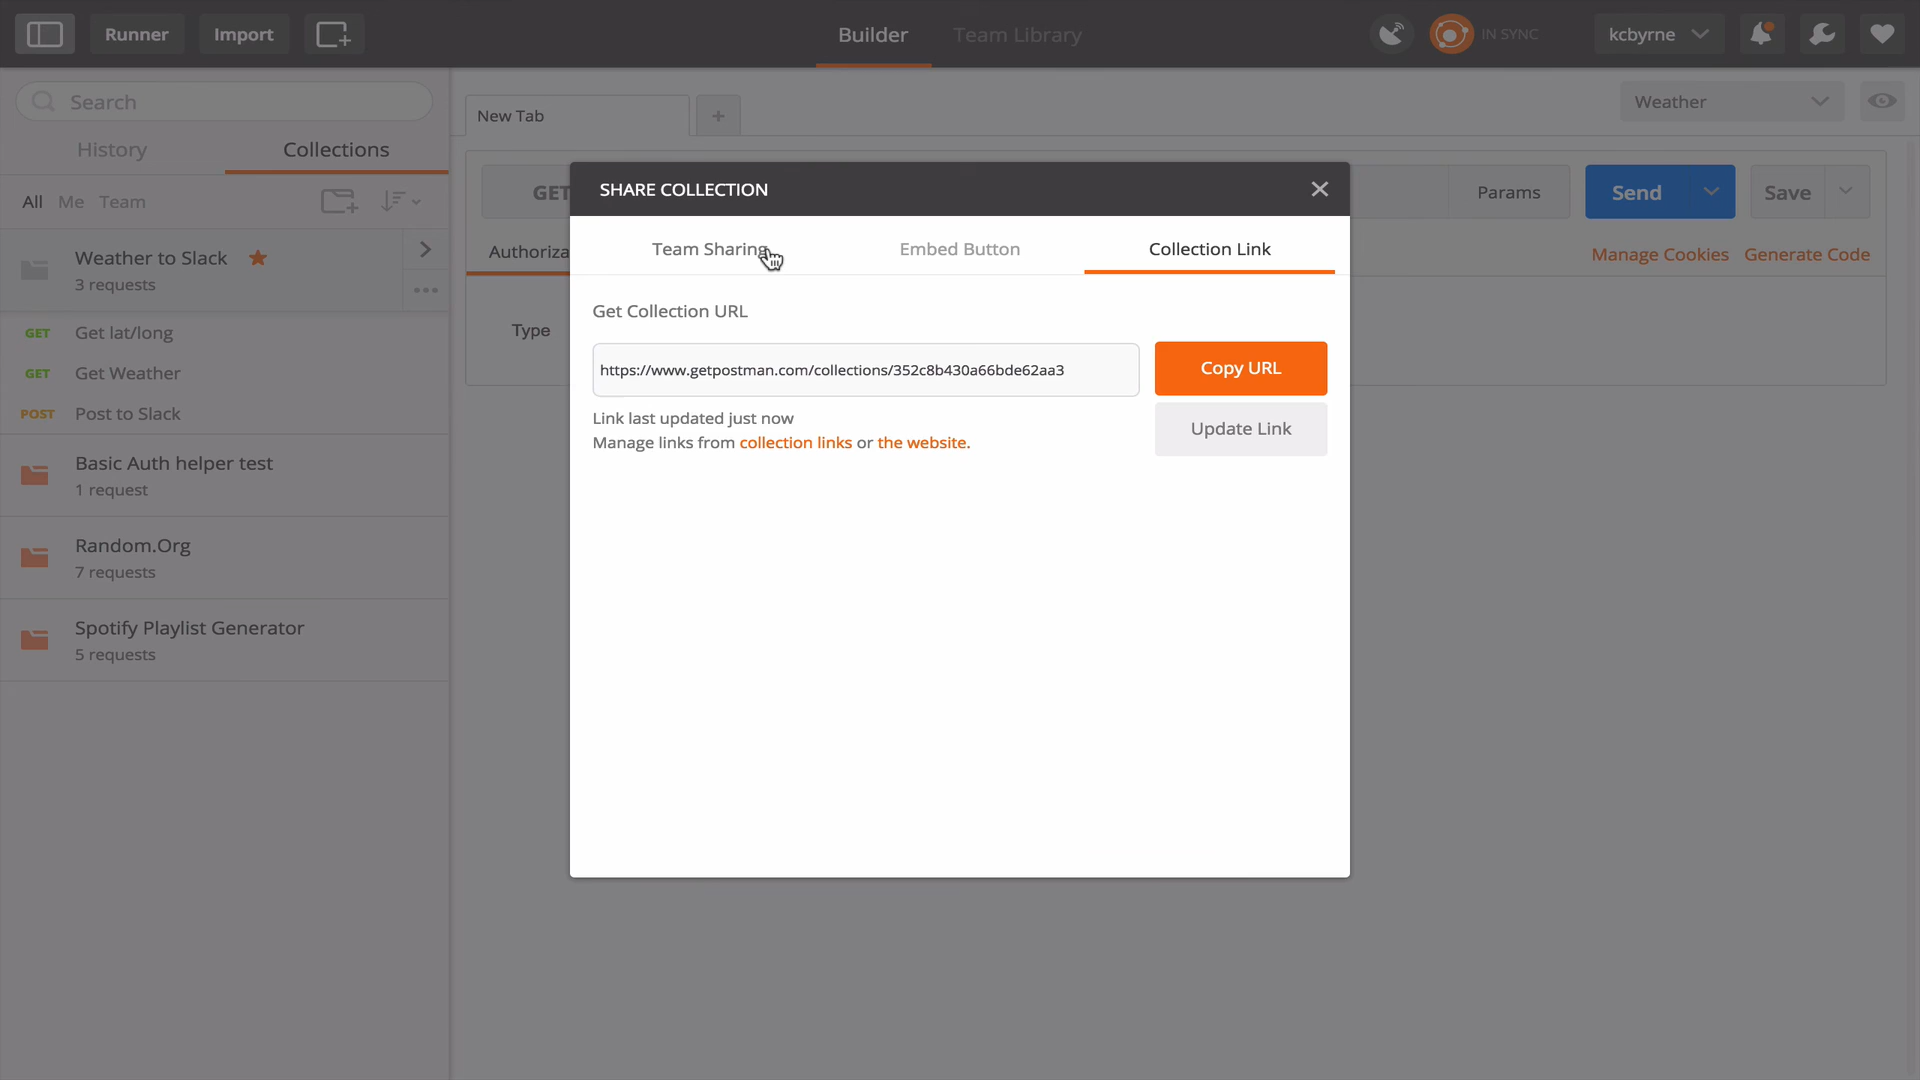 Runner
Import
Builder
Team Library
IN SYNC
kcbyrne
Search
History
Collections
All
Me
Team
Weather to Slack
3 requests
GET Get lat/long
GET Get Weather
POST Post to Slack
Basic Auth helper test
1 request
Random.Org
7 requests
Spotify Playlist Generator
5 requests
New Tab
+
Weather
GET
Params
Send
Save
Authoriza
Manage Cookies
Generate Code
Type
SHARE COLLECTION
Team Sharing
Embed Button
Collection Link
Get Collection URL
https://www.getpostman.com/collections/352c8b430a66bde62aa3
Copy URL
Link last updated just now
Manage links from collection links or the website.
Update Link